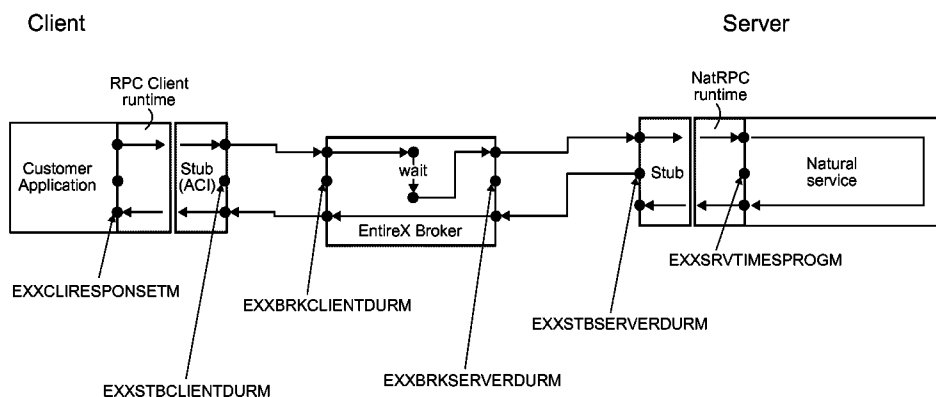 Client
Server
RPC Client
runtime
NatRPC
runtime
Customer
Application
Stub
(ACI)
wait
EntireX Broker
Stub
Natural
service
EXXCLIRESPONSETM
EXXBRKCLIENTDURM
EXXSRVTIMESPROGM
EXXSTBSERVERDURM
EXXSTBCLIENTDURM
EXXBRKSERVERDURM